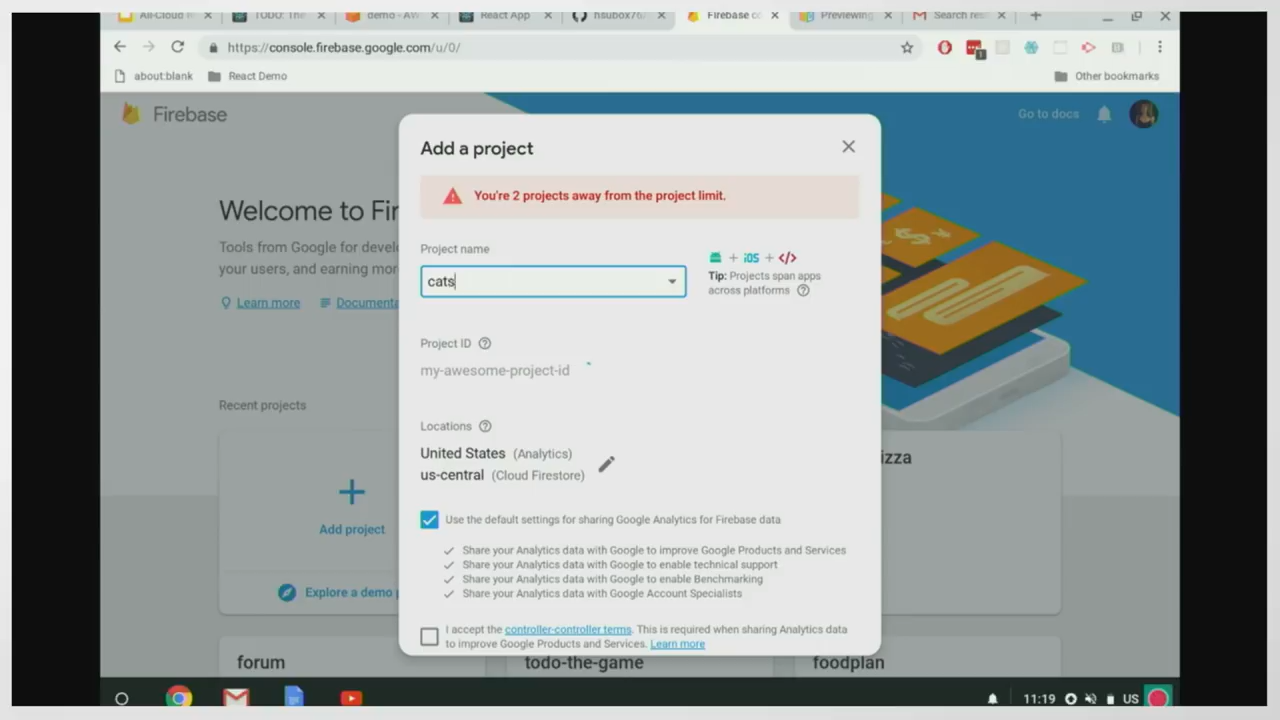 All-Cloud
TODO: The
demo - AW
React App
hsubox76
Firebase co
Previewing
Search res
https://console.firebase.google.com/u/0/
1
about:blank
React Demo
Other bookmarks
Firebase
Go to docs
Add a project
You're 2 projects away from the project limit.
Welcome to Fir
Tools from Google for develo
your users, and earning mor
Project name
iOS
cats
Tip: Projects span apps
across platforms
Learn more
Documenta
Project ID
my-awesome-project-id
Recent projects
Locations
United States (Analytics)
us-central (Cloud Firestore)
izza
Add project
Use the default settings for sharing Google Analytics for Firebase data
Share your Analytics data with Google to improve Google Products and Services
Share your Analytics data with Google to enable technical support
Share your Analytics data with Google to enable Benchmarking
Share your Analytics data with Google Account Specialists
Explore a demo p
I accept the controller-controller terms. This is required when sharing Analytics data
to improve Google Products and Services. Learn more
forum
todo-the-game
foodplan
11:19
US